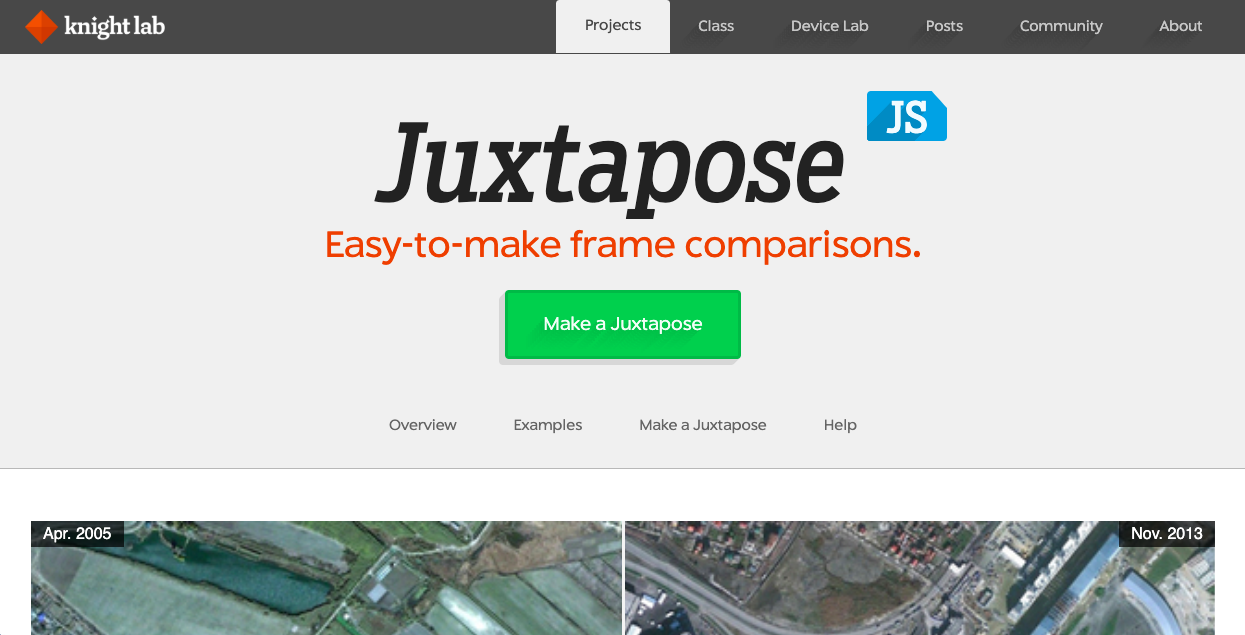 knight lab
Projects Class Device Lab Posts Community About
JS
Juxtapose
Easy-to-make frame comparisons.
Make a Juxtapose
Overview Examples Make a Juxtapose Help
Apr. 2005 Nov. 2013